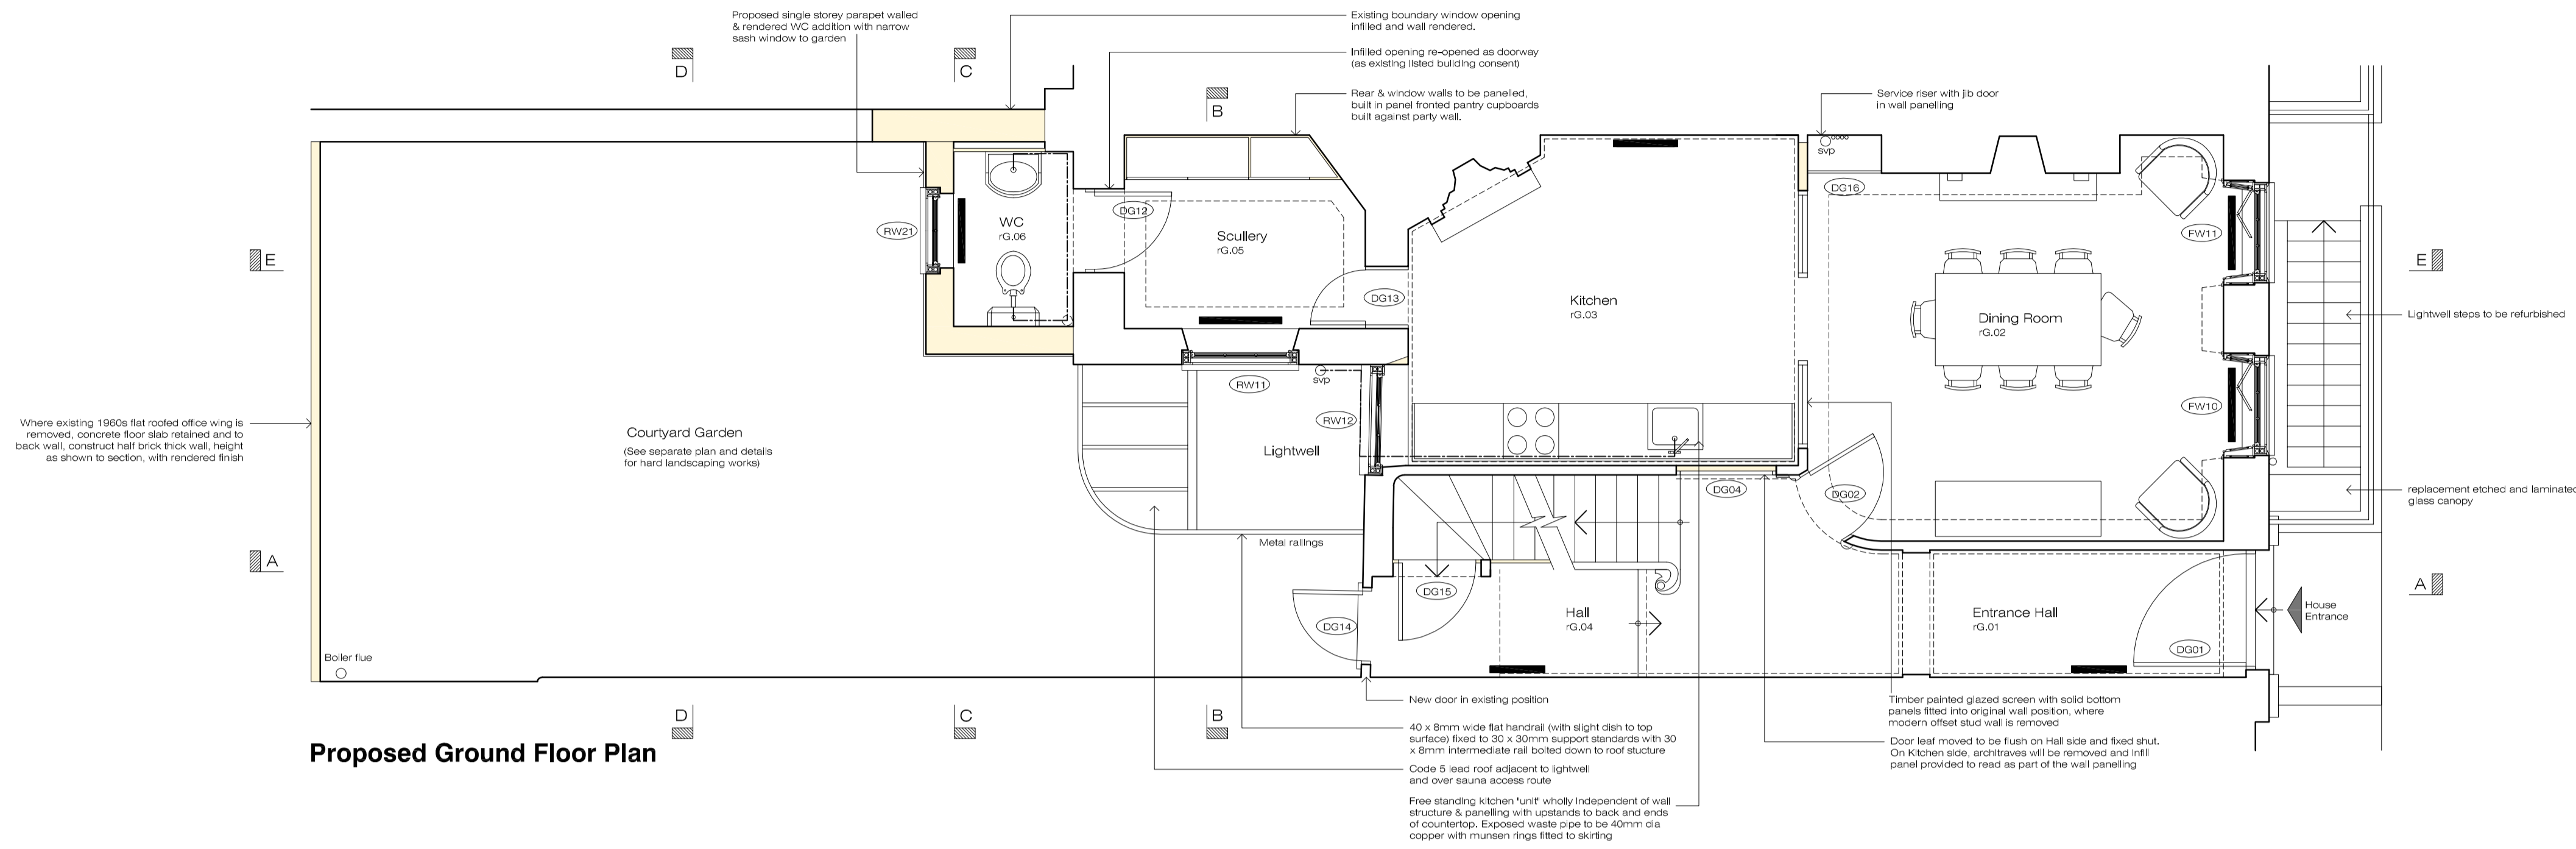 Proposed single storey parapet walled
& rendered WC addition with narrow
sash window to garden
Existing boundary window opening
infilled and wall rendered.
Infilled opening re-opened as doorway
(as existing listed building consent)
Rear & window walls to be panelled,
built in panel fronted pantry cupboards
built against party wall.
Service riser with jib door
in wall panelling
D
C
B
svp
DG16
DG12
WC
rG.06
RW21
Scullery
rG.05
FW11
E
E
DG13
Kitchen
rG.03
Dining Room
rG.02
Lightwell steps to be refurbished
svp
RW11
RW12
FW10
Where existing 1960s flat roofed office wing is
removed, concrete floor slab retained and to
back wall, construct half brick thick wall, height
as shown to section, with rendered finish
Courtyard Garden
(See separate plan and details
for hard landscaping works)
Lightwell
DG04
DG02
replacement etched and laminated
glass canopy
Metal railings
A
A
DG15
Hall
rG.04
DG14
Entrance Hall
rG.01
House
Entrance
DG01
Boiler flue
New door in existing position
Timber painted glazed screen with solid bottom
panels fitted into original wall position, where
modern offset stud wall is removed
D
C
B
40 x 8mm wide flat handrail (with slight dish to top
surface) fixed to 30 x 30mm support standards with 30
x 8mm intermediate rail bolted down to roof stucture
Door leaf moved to be flush on Hall side and fixed shut.
On Kitchen side, architraves will be removed and infill
panel provided to read as part of the wall panelling
Proposed Ground Floor Plan
Code 5 lead roof adjacent to lightwell
and over sauna access route
Free standing kitchen "unit" wholly independent of wall
structure & panelling with upstands to back and ends
of countertop. Exposed waste pipe to be 40mm dia
copper with munsen rings fitted to skirting